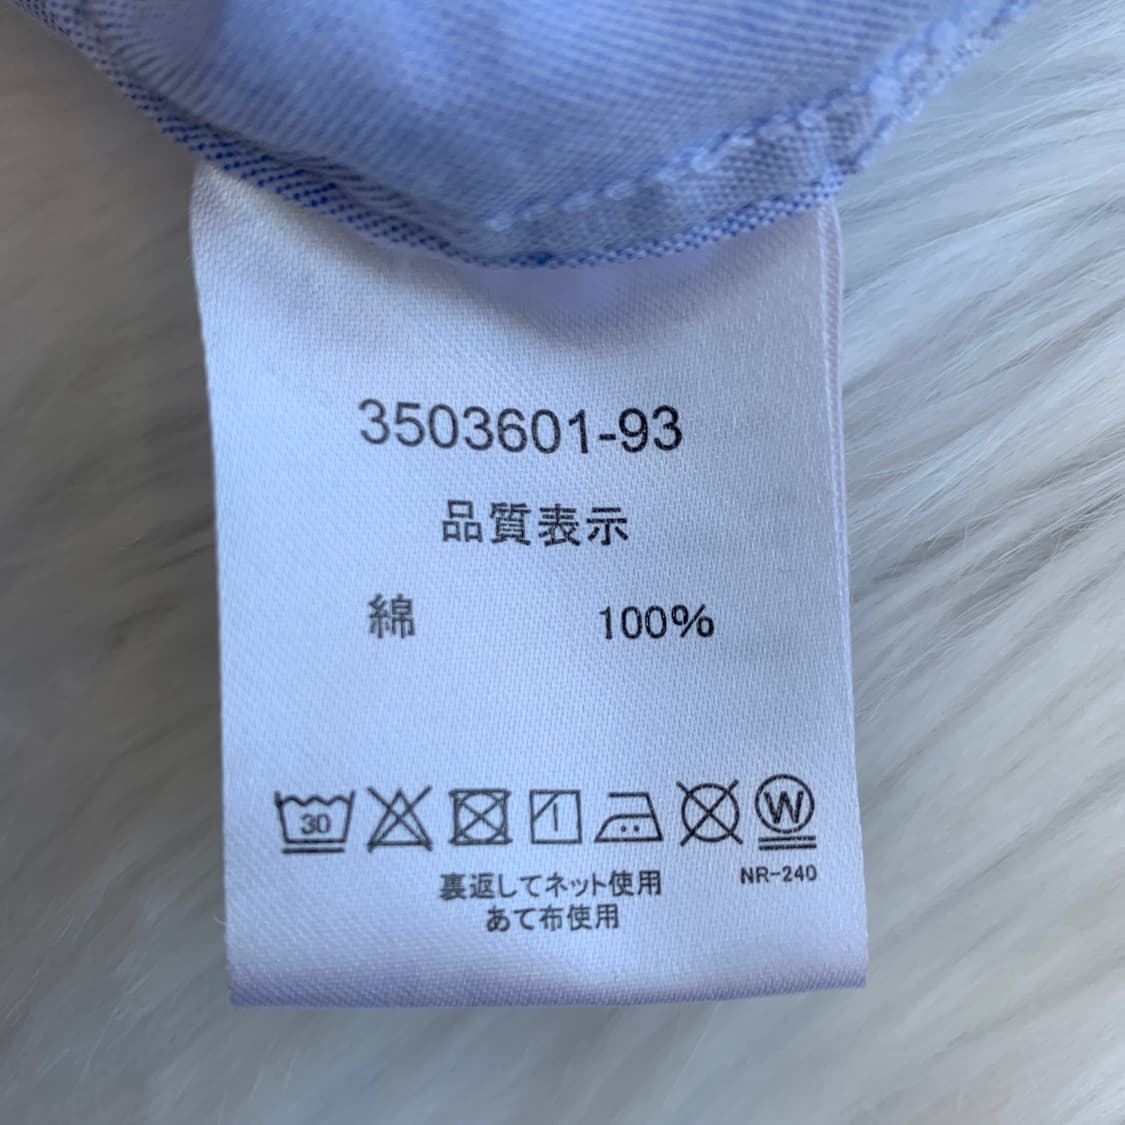 3503601-93
品質表示
綿 100%
30
W
裏返してネット使用 NR-240
あて布使用